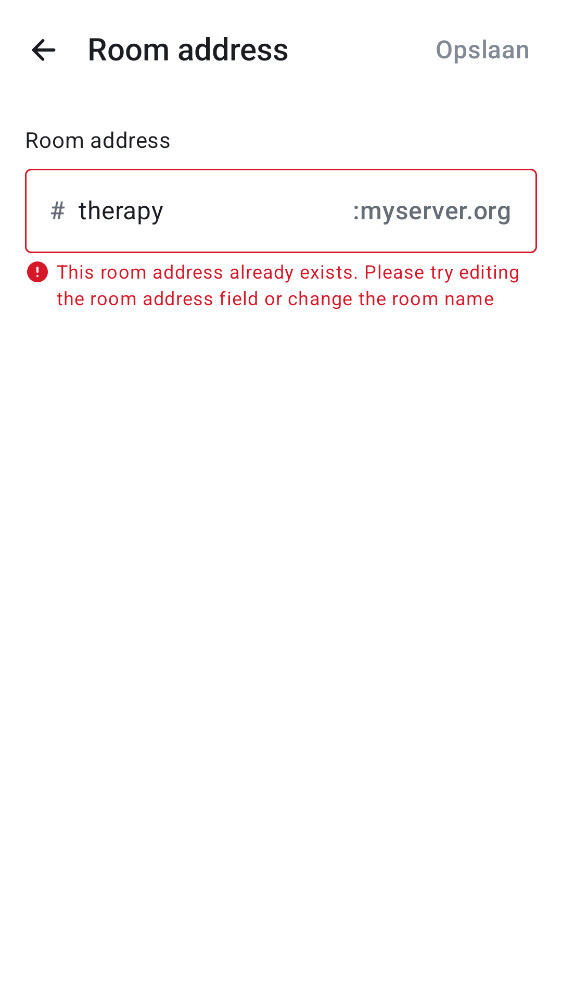 Room address
Opslaan
Room address
# therapy :myserver.org
This room address already exists. Please try editing
the room address field or change the room name